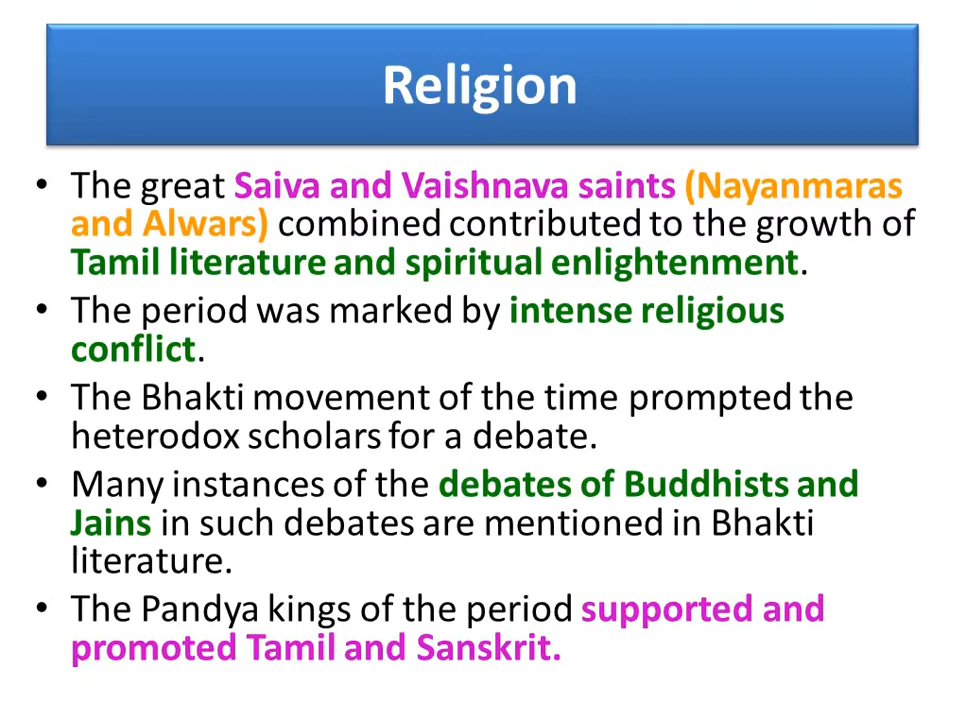 Religion
• The great Saiva and Vaishnava saints (Nayanmaras
and Alwars) combined contributed to the growth of
Tamil literature and spiritual enlightenment.
• The period was marked by intense religious
conflict.
• The Bhakti movement of the time prompted the
heterodox scholars for a debate.
• Many instances of the debates of Buddhists and
Jains in such debates are mentioned in Bhakti
literature.
• The Pandya kings of the period supported and
promoted Tamil and Sanskrit.